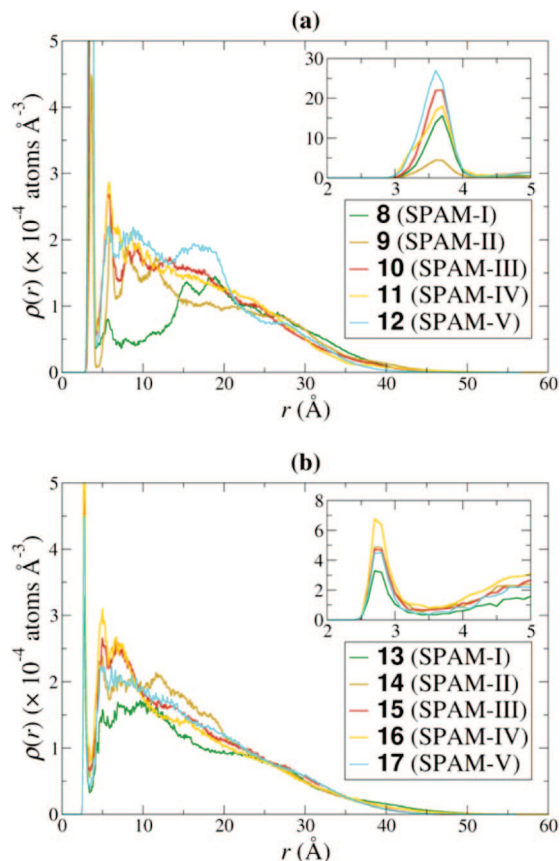 (a)
5
4
3
2
1
0
ρ(r) (× 10⁻⁴ atoms Å⁻³)
0 10 20 30 40 50 60
r (Å)
30
20
10
0
2 3 4 5
8 (SPAM-I)
9 (SPAM-II)
10 (SPAM-III)
11 (SPAM-IV)
12 (SPAM-V)
(b)
5
4
3
2
1
0
ρ(r) (× 10⁻⁴ atoms Å⁻³)
0 10 20 30 40 50 60
r (Å)
8
6
4
2
0
2 3 4 5
13 (SPAM-I)
14 (SPAM-II)
15 (SPAM-III)
16 (SPAM-IV)
17 (SPAM-V)